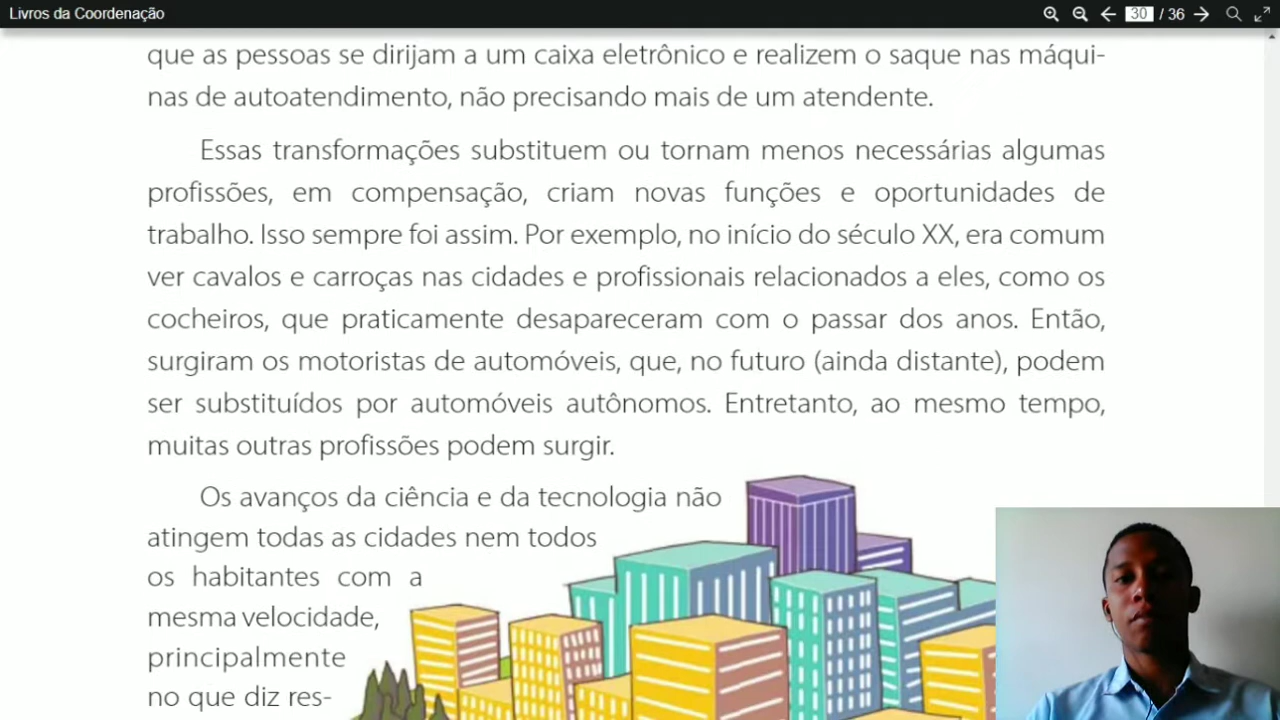 Livros da Coordenação
30 / 36
que as pessoas se dirijam a um caixa eletrônico e realizem o saque nas máqui-
nas de autoatendimento, não precisando mais de um atendente.
Essas transformações substituem ou tornam menos necessárias algumas
profissões, em compensação, criam novas funções e oportunidades de
trabalho. Isso sempre foi assim. Por exemplo, no início do século XX, era comum
ver cavalos e carroças nas cidades e profissionais relacionados a eles, como os
cocheiros, que praticamente desapareceram com o passar dos anos. Então,
surgiram os motoristas de automóveis, que, no futuro (ainda distante), podem
ser substituídos por automóveis autônomos. Entretanto, ao mesmo tempo,
muitas outras profissões podem surgir.
Os avanços da ciência e da tecnologia não
atingem todas as cidades nem todos
os habitantes com a
mesma velocidade,
principalmente
no que diz res-